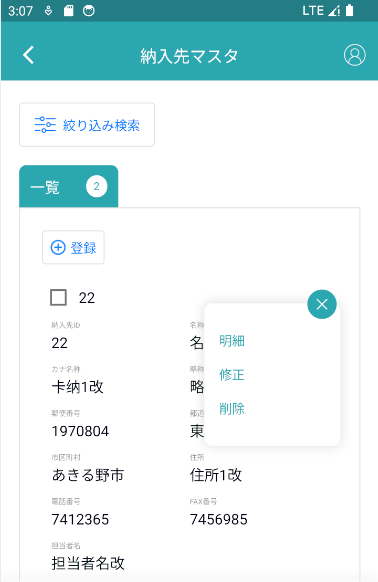 3:07 LTE
納入先マスタ
絞り込み検索
一覧 2
登録
22
納入先ID 名称
22 名
明細
カナ名称 略称
卡纳1改 略
修正
郵便番号
1970804 東
削除
市区町村 住所
あきる野市 住所1改
電話番号 FAX番号
7412365 7456985
担当者名
担当者名改